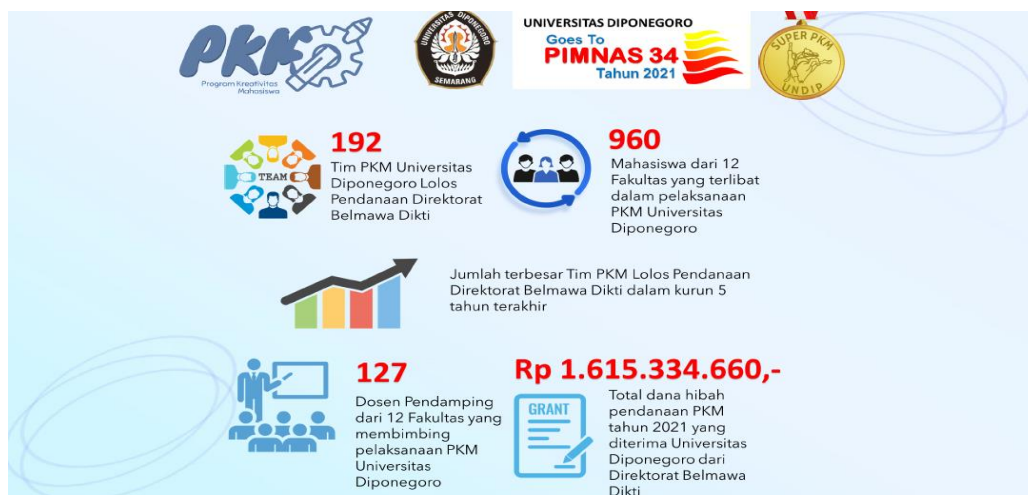 PKM
Program Kreativitas
Mahasiswa
UNIVERSITAS DIPONEGORO
SEMARANG
UNIVERSITAS DIPONEGORO
Goes To
PIMNAS 34
Tahun 2021
SUPER PKM
UNDIP
192
Tim PKM Universitas
Diponegoro Lolos
Pendanaan Direktorat
Belmawa Dikti
TEAM
960
Mahasiswa dari 12
Fakultas yang terlibat
dalam pelaksanaan
PKM Universitas
Diponegoro
Jumlah terbesar Tim PKM Lolos Pendanaan
Direktorat Belmawa Dikti dalam kurun 5
tahun terakhir
127
Dosen Pendamping
dari 12 Fakultas yang
membimbing
pelaksanaan PKM
Universitas
Diponegoro
Rp 1.615.334.660,-
GRANT
Total dana hibah
pendanaan PKM
tahun 2021 yang
diterima Universitas
Diponegoro dari
Direktorat Belmawa
Dikti